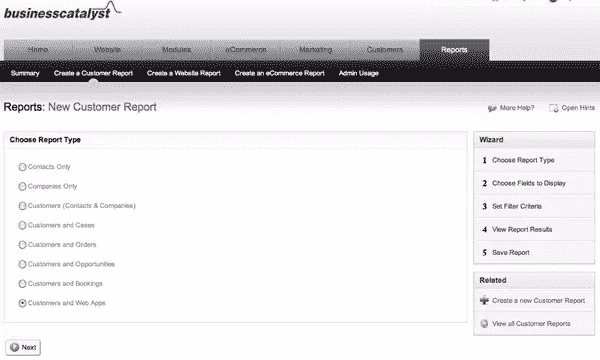 businesscatalyst
Home Website Modules eCommerce Marketing Customers Reports
Summary Create a Customer Report Create a Website Report Create an eCommerce Report Admin Usage
Reports: New Customer Report
More Help? Open Hints
Choose Report Type
Contacts Only
Companies Only
Customers (Contacts & Companies)
Customers and Cases
Customers and Orders
Customers and Opportunities
Customers and Bookings
Customers and Web Apps
Next
Wizard
1 Choose Report Type
2 Choose Fields to Display
3 Set Filter Criteria
4 View Report Results
5 Save Report
Related
Create a new Customer Report
View all Customer Reports